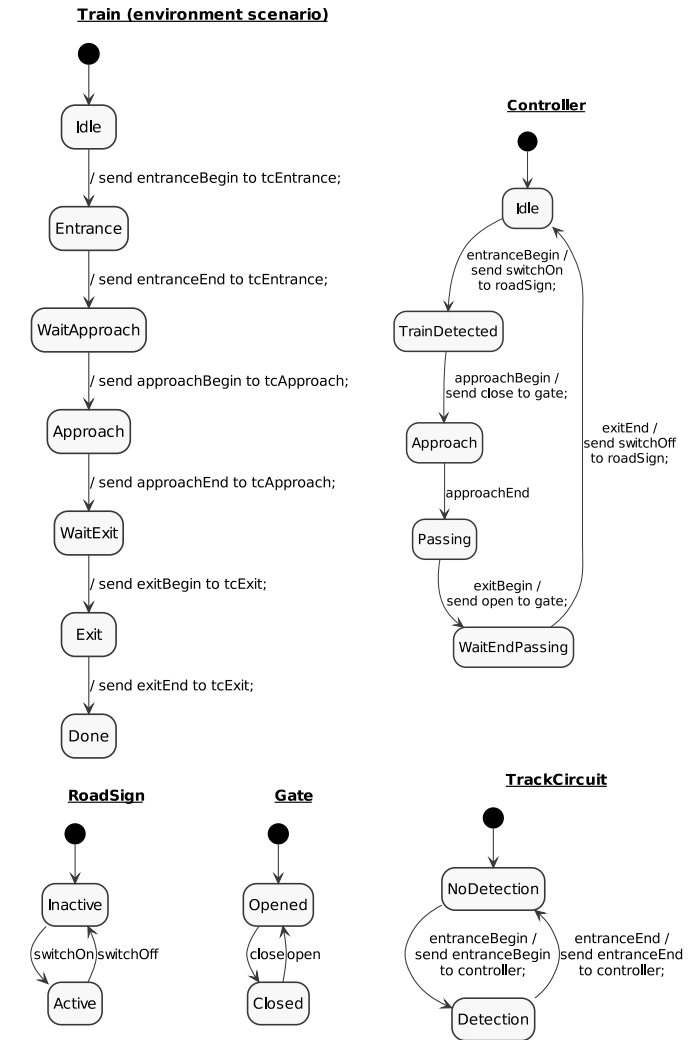 Train (environment scenario)
Idle
/ send entranceBegin to tcEntrance;
Entrance
/ send entranceEnd to tcEntrance;
WaitApproach
/ send approachBegin to tcApproach;
Approach
/ send approachEnd to tcApproach;
WaitExit
/ send exitBegin to tcExit;
Exit
/ send exitEnd to tcExit;
Done
Controller
Idle
entranceBegin /
send switchOn
to roadSign;
TrainDetected
approachBegin /
send close to gate;
Approach
approachEnd
Passing
exitBegin /
send open to gate;
WaitEndPassing
exitEnd /
send switchOff
to roadSign;
RoadSign
Inactive
switchOn
switchOff
Active
Gate
Opened
close
open
Closed
TrackCircuit
NoDetection
entranceBegin /
send entranceBegin
to controller;
entranceEnd /
send entranceEnd
to controller;
Detection